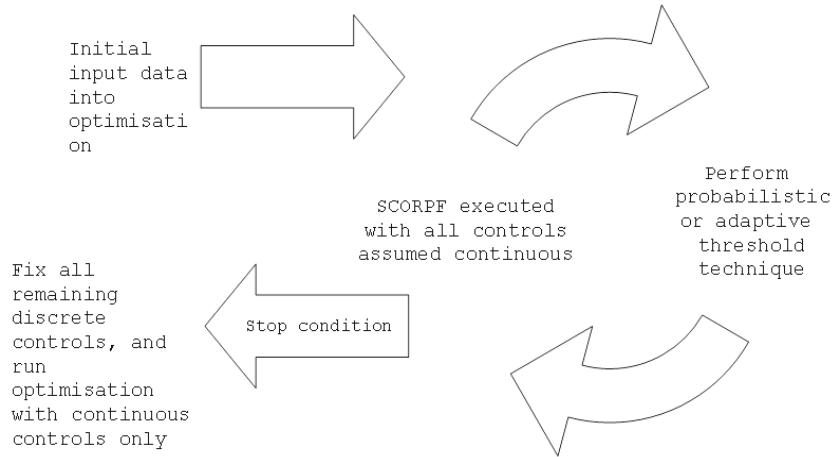 Initial
input data
into
optimisati
on
SCORPF executed
with all controls
assumed continuous
Perform
probabilistic
or adaptive
threshold
technique
Stop condition
Fix all
remaining
discrete
controls, and
run
optimisation
with continuous
controls only